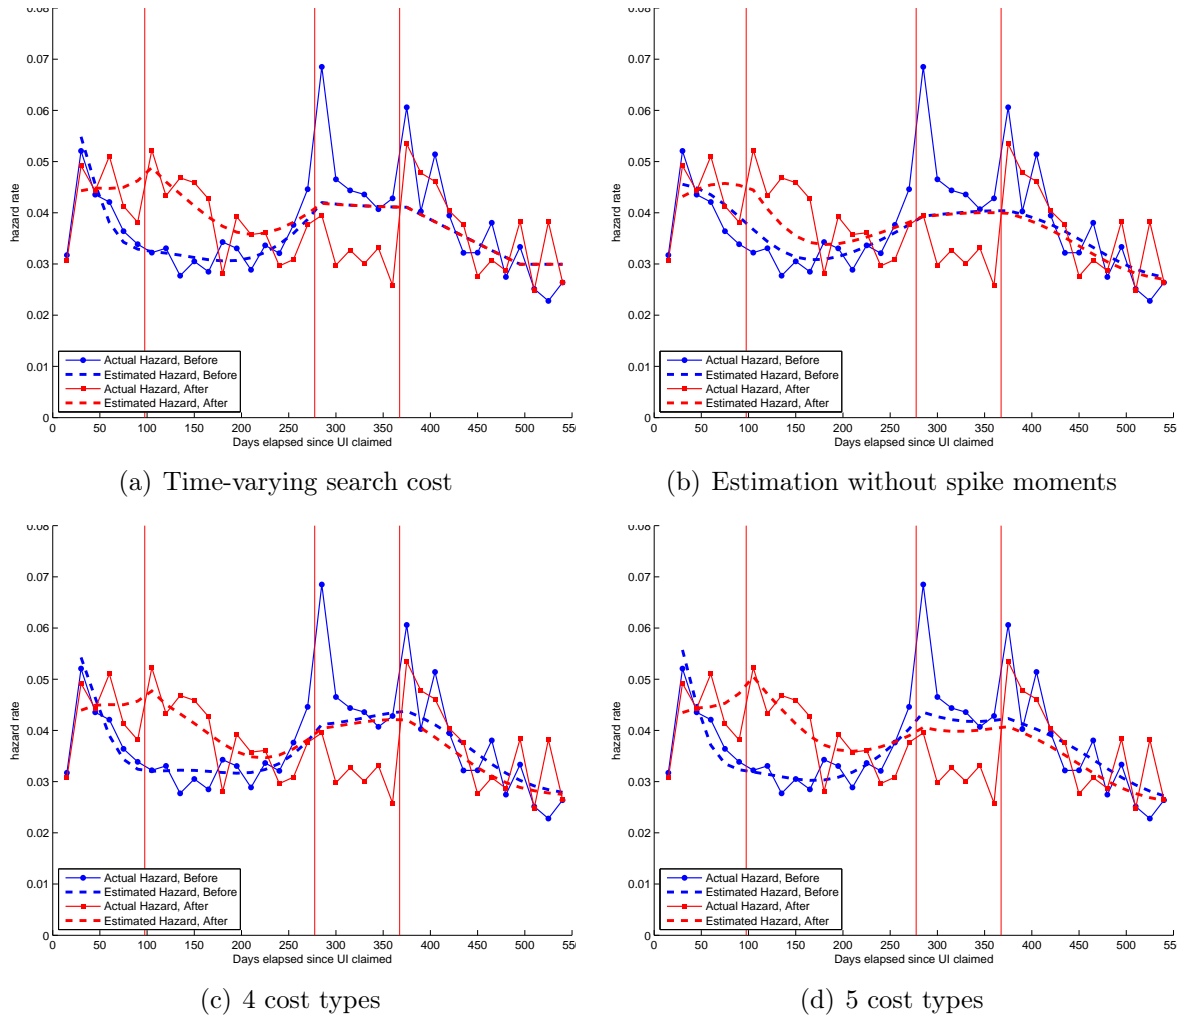 0.08
0.07
0.06
0.05
0.04
0.03
0.02
0.01
0
hazard rate
Actual Hazard, Before
Estimated Hazard, Before
Actual Hazard, After
Estimated Hazard, After
0 50 100 150 200 250 300 350 400 450 500 55
Days elapsed since UI claimed
(a) Time-varying search cost
0.08
0.07
0.06
0.05
0.04
0.03
0.02
0.01
0
hazard rate
Actual Hazard, Before
Estimated Hazard, Before
Actual Hazard, After
Estimated Hazard, After
0 50 100 150 200 250 300 350 400 450 500 55
Days elapsed since UI claimed
(b) Estimation without spike moments
0.08
0.07
0.06
0.05
0.04
0.03
0.02
0.01
0
hazard rate
Actual Hazard, Before
Estimated Hazard, Before
Actual Hazard, After
Estimated Hazard, After
0 50 100 150 200 250 300 350 400 450 500 55
Days elapsed since UI claimed
(c) 4 cost types
0.08
0.07
0.06
0.05
0.04
0.03
0.02
0.01
0
hazard rate
Actual Hazard, Before
Estimated Hazard, Before
Actual Hazard, After
Estimated Hazard, After
0 50 100 150 200 250 300 350 400 450 500 55
Days elapsed since UI claimed
(d) 5 cost types